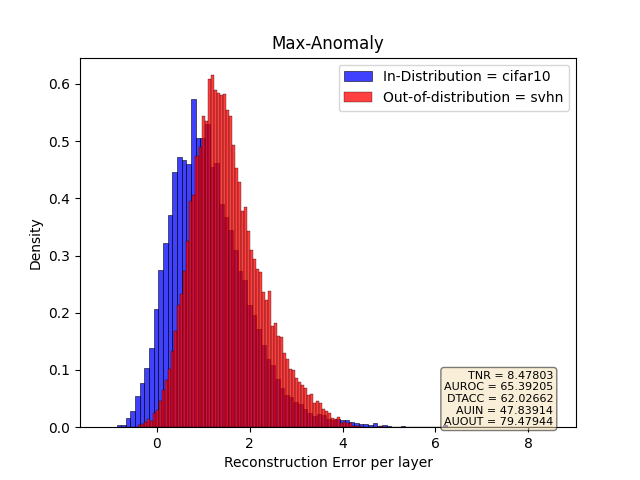 Max-Anomaly
In-Distribution = cifar10
Out-of-distribution = svhn
Density
0.6
0.5
0.4
0.3
0.2
0.1
0.0
TNR = 8.47803
AUROC = 65.39205
DTACC = 62.02662
AUIN = 47.83914
AUOUT = 79.47944
0 2 4 6 8
Reconstruction Error per layer